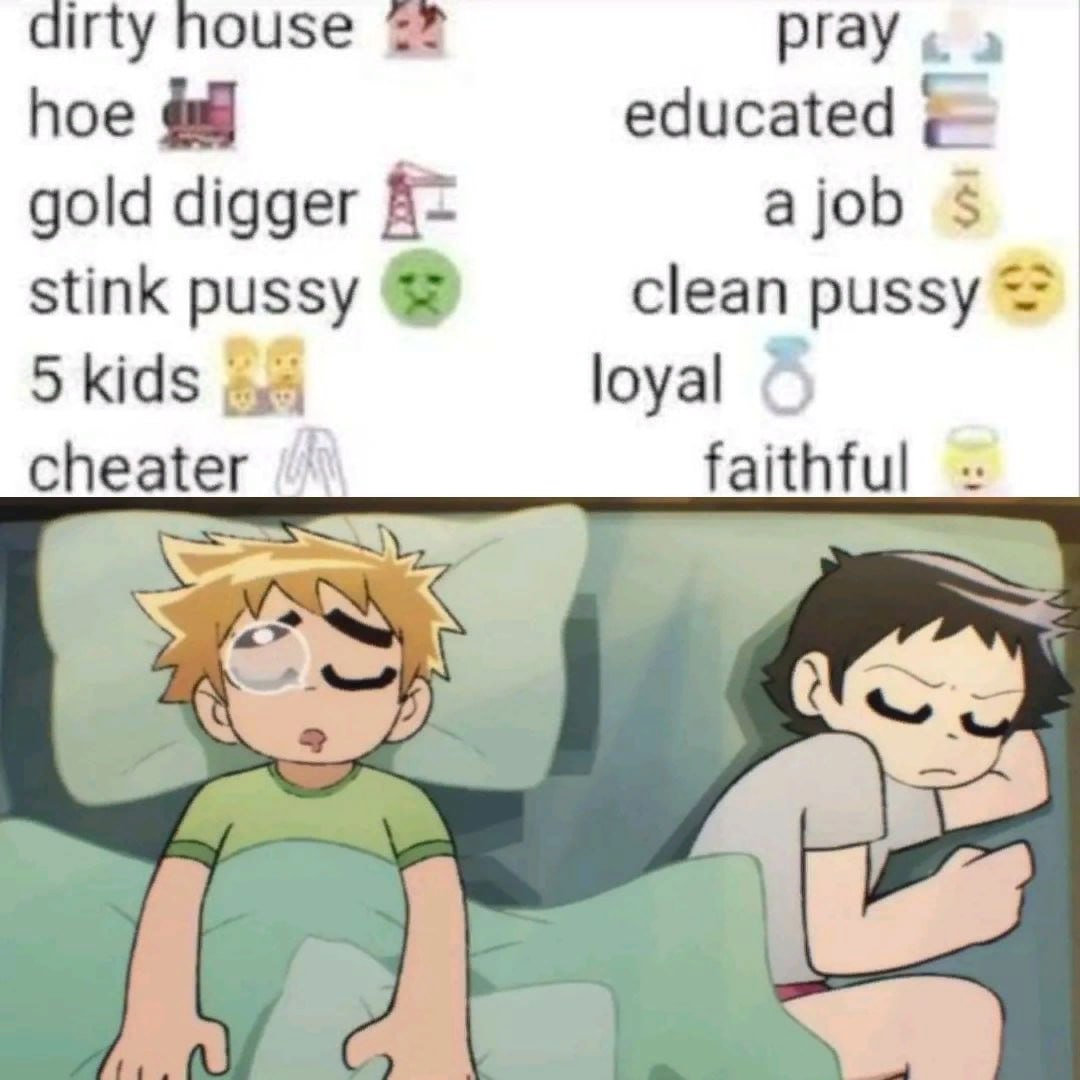 dirty house 🏚 pray
hoe 🚂 educated 📚
gold digger 🏗 a job 💰
stink pussy 🤢 clean pussy 😌
5 kids loyal 💍
cheater faithful 👼